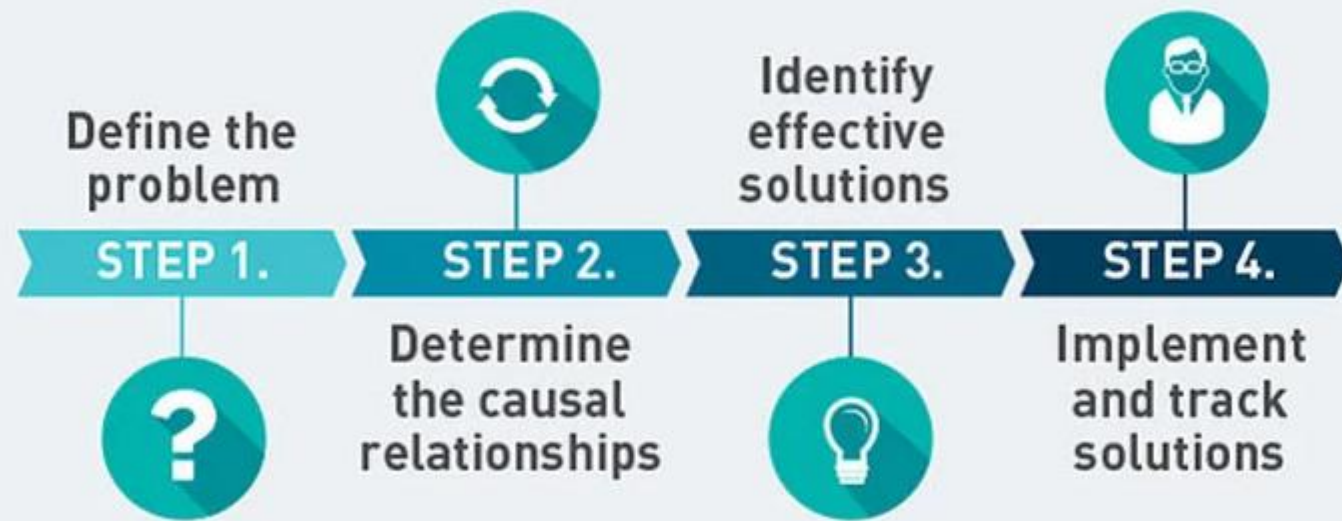 Define the
problem
STEP 1.
STEP 2.
Determine
the causal
relationships
Identify
effective
solutions
STEP 3.
STEP 4.
Implement
and track
solutions
?